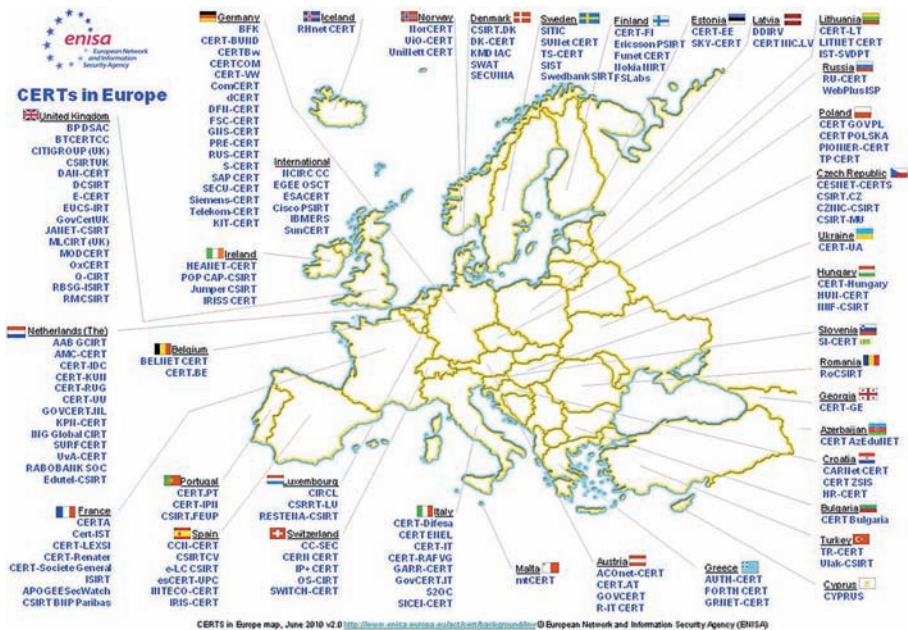 enisa
European Network
and Information
Security Agency
CERTs in Europe
United Kingdom
BP DSAC
BTCERTCC
CITIGROUP (UK)
CSIRTUK
DAN-CERT
DCSIRT
E-CERT
EUCS-IRT
GovCertUK
JANET-CSIRT
MLCIRT (UK)
MODCERT
OxCERT
Q-CIRT
RBSG-ISIRT
RMCSIRT
Netherlands (The)
AAB GCIRT
AMC-CERT
CERT-IDC
CERT-KUN
CERT-RUG
CERT-UU
GOVCERT.NL
KPN-CERT
ING Global CIRT
SURFCERT
UvA-CERT
RABOBANK SOC
Edutel-CSIRT
France
CERTA
Cert-IST
CERT-LEXSI
CERT-Renater
CERT-Societe General
ISIRT
APOGEE SecWatch
CSIRT BNP Paribas
Germany
BFK
CERT-BUND
CERTBw
CERTCOM
CERT-VW
ComCERT
dCERT
DFN-CERT
FSC-CERT
GNS-CERT
PRE-CERT
RUS-CERT
S-CERT
SAP CERT
SECU-CERT
Siemens-CERT
Telekom-CERT
KIT-CERT
Ireland
HEANET-CERT
POP CAP-CSIRT
Jumper CSIRT
IRISS CERT
Belgium
BELNET CERT
CERT.BE
Portugal
CERT.PT
CERT-IPN
CSIRT.FEUP
Spain
CCN-CERT
CSIRTCV
e-LC CSIRT
esCERT-UPC
INTECO-CERT
IRIS-CERT
Iceland
RHnet CERT
International
NCIRC CC
EGEE OSCT
ESACERT
Cisco PSIRT
IBMERS
SunCERT
Luxembourg
CIRCL
CSRRT-LU
RESTENA-CSIRT
Switzerland
CC-SEC
CERN CERT
IP+ CERT
OS-CIRT
SWITCH-CERT
Norway
NorCERT
UiO-CERT
UniNett CERT
Italy
CERT-Difesa
CERT ENEL
CERT-IT
CERT-RAFVG
GARR-CERT
GovCERT.IT
S2OC
SICEI-CERT
Denmark
CSIRT.DK
DK-CERT
KMD IAC
SWAT
SECUNIA
Sweden
SITIC
SUNet CERT
TS-CERT
SIST
Swedbank SIRT
Finland
CERT-FI
Ericsson PSIRT
Funet CERT
Nokia NIRT
FSLabs
Estonia
CERT-EE
SKY-CERT
Latvia
DDIRV
CERT NIC.LV
Lithuania
CERT-LT
LITNET CERT
IST-SVDPT
Russia
RU-CERT
WebPlus ISP
Poland
CERT GOV PL
CERT POLSKA
PIONIER-CERT
TP CERT
Czech Republic
CESNET-CERTS
CSIRT.CZ
CZNIC-CSIRT
CSIRT-MU
Ukraine
CERT-UA
Hungary
CERT-Hungary
HUN-CERT
NIIF-CSIRT
Slovenia
SI-CERT
Romania
RoCSIRT
Georgia
CERT-GE
Azerbaijan
CERT AzEduNET
Croatia
CARNet CERT
CERT ZSIS
HR-CERT
Bulgaria
CERT Bulgaria
Turkey
TR-CERT
Ulak-CSIRT
Cyprus
CYPRUS
Malta
mtCERT
Austria
ACOnet-CERT
CERT.AT
GOVCERT
R-IT CERT
Greece
AUTH-CERT
FORTH CERT
GRNET-CERT
CERTS in Europe map, June 2010 v2.0 http://www.enisa.europa.eu/act/cert/background/inv © European Network and Information Security Agency (ENISA)